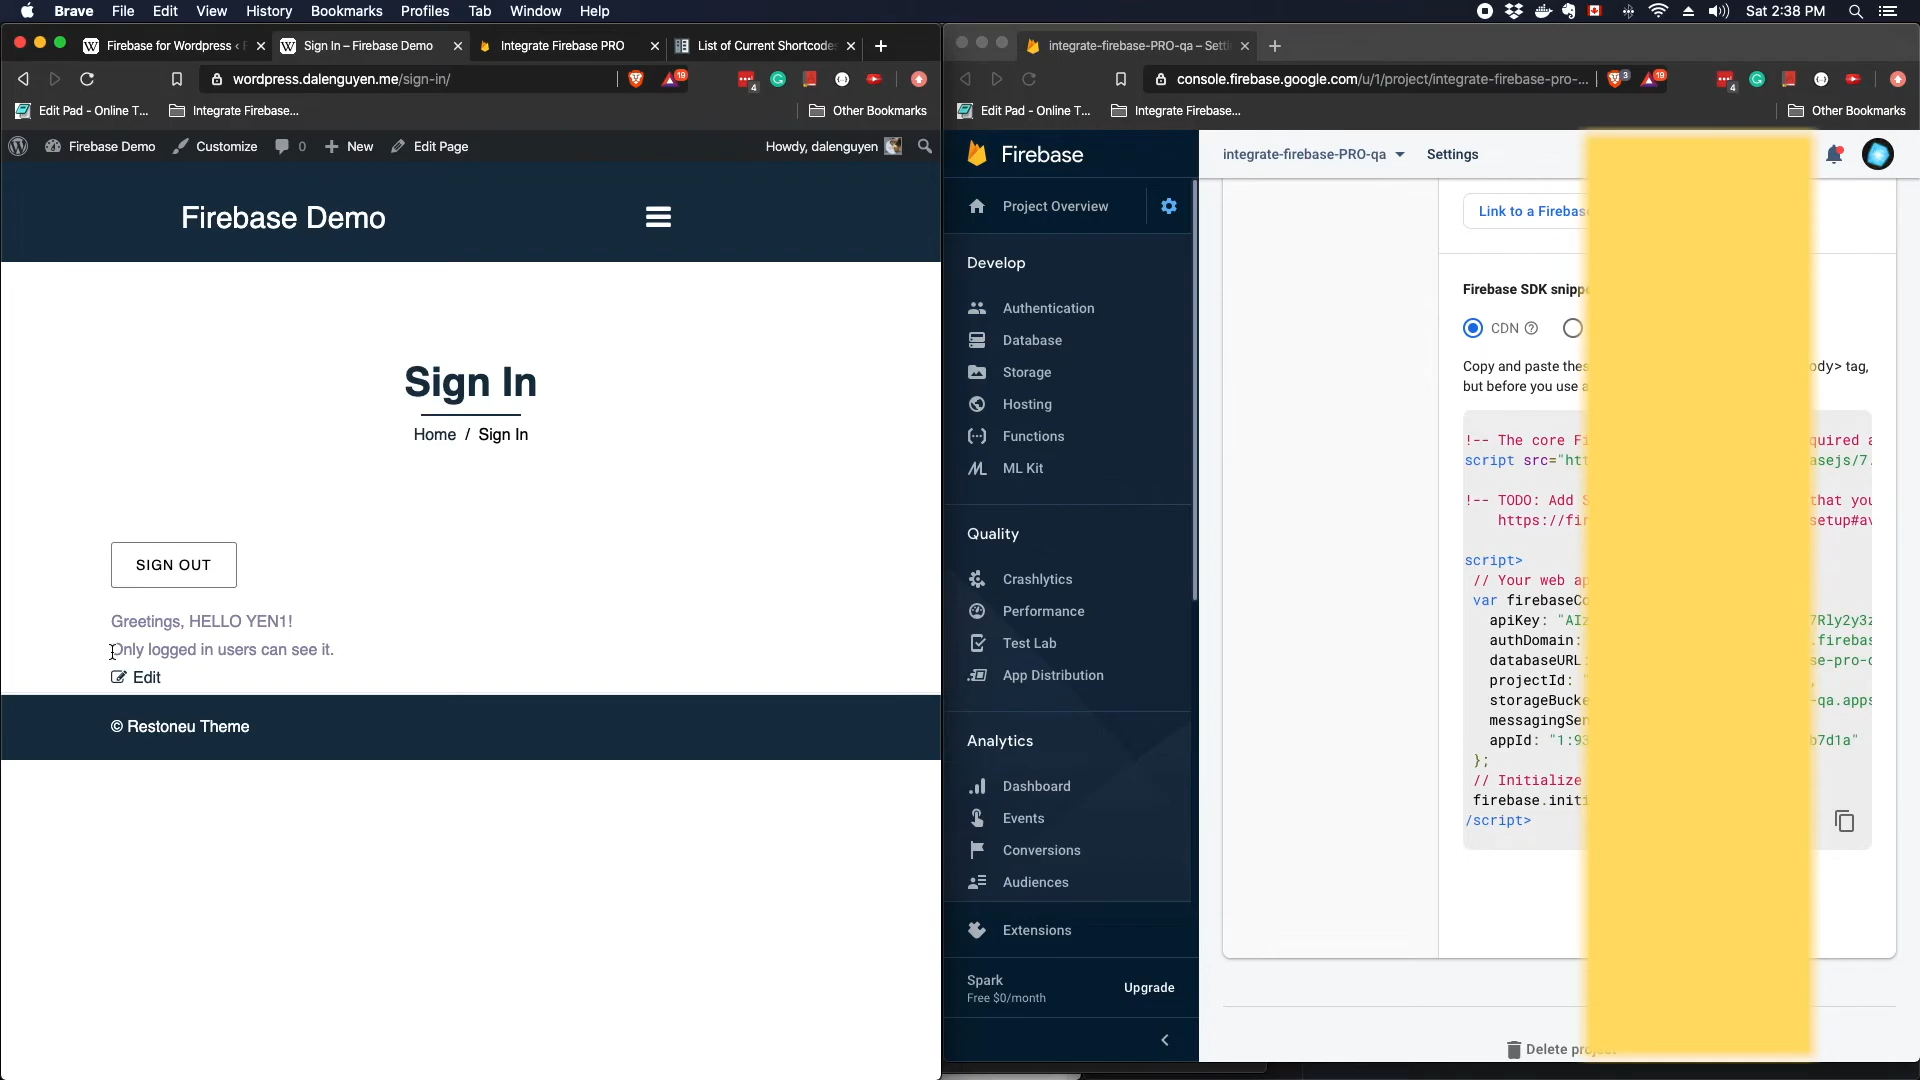 Brave File Edit View History Bookmarks Profiles Tab Window Help
Sat 2:38 PM
Firebase for Wordpress ‹
Sign In – Firebase Demo
Integrate Firebase PRO
List of Current Shortcode
wordpress.dalenguyen.me/sign-in/
19
4
Edit Pad - Online T...
Integrate Firebase...
Other Bookmarks
Firebase Demo
Customize
0
New
Edit Page
Howdy, dalenguyen
Firebase Demo
Sign In
Home / Sign In
SIGN OUT
Greetings, HELLO YEN1!
Only logged in users can see it.
Edit
© Restoneu Theme
integrate-firebase-PRO-qa – Setti
console.firebase.google.com/u/1/project/integrate-firebase-pro-...
3
19
4
Edit Pad - Online T...
Integrate Firebase...
Other Bookmarks
Firebase
Project Overview
Develop
Authentication
Database
Storage
Hosting
Functions
ML Kit
Quality
Crashlytics
Performance
Test Lab
App Distribution
Analytics
Dashboard
Events
Conversions
Audiences
Extensions
Spark
Free $0/month
Upgrade
integrate-firebase-PRO-qa
Settings
Link to a Firebas
Firebase SDK snippe
CDN
Copy and paste thes ody> tag,
but before you use a
!-- The core Fi quired a
script src="htt asejs/7.
!-- TODO: Add S that you
https://fir setup#av
script>
// Your web ap
var firebaseCo
apiKey: "AIz 7Rly2y3z
authDomain: .firebas
databaseURL: se-pro-q
projectId: " ,
storageBucke -qa.apps
messagingSen
appId: "1:93 b7d1a"
};
// Initialize
firebase.initi
/script>
Delete project